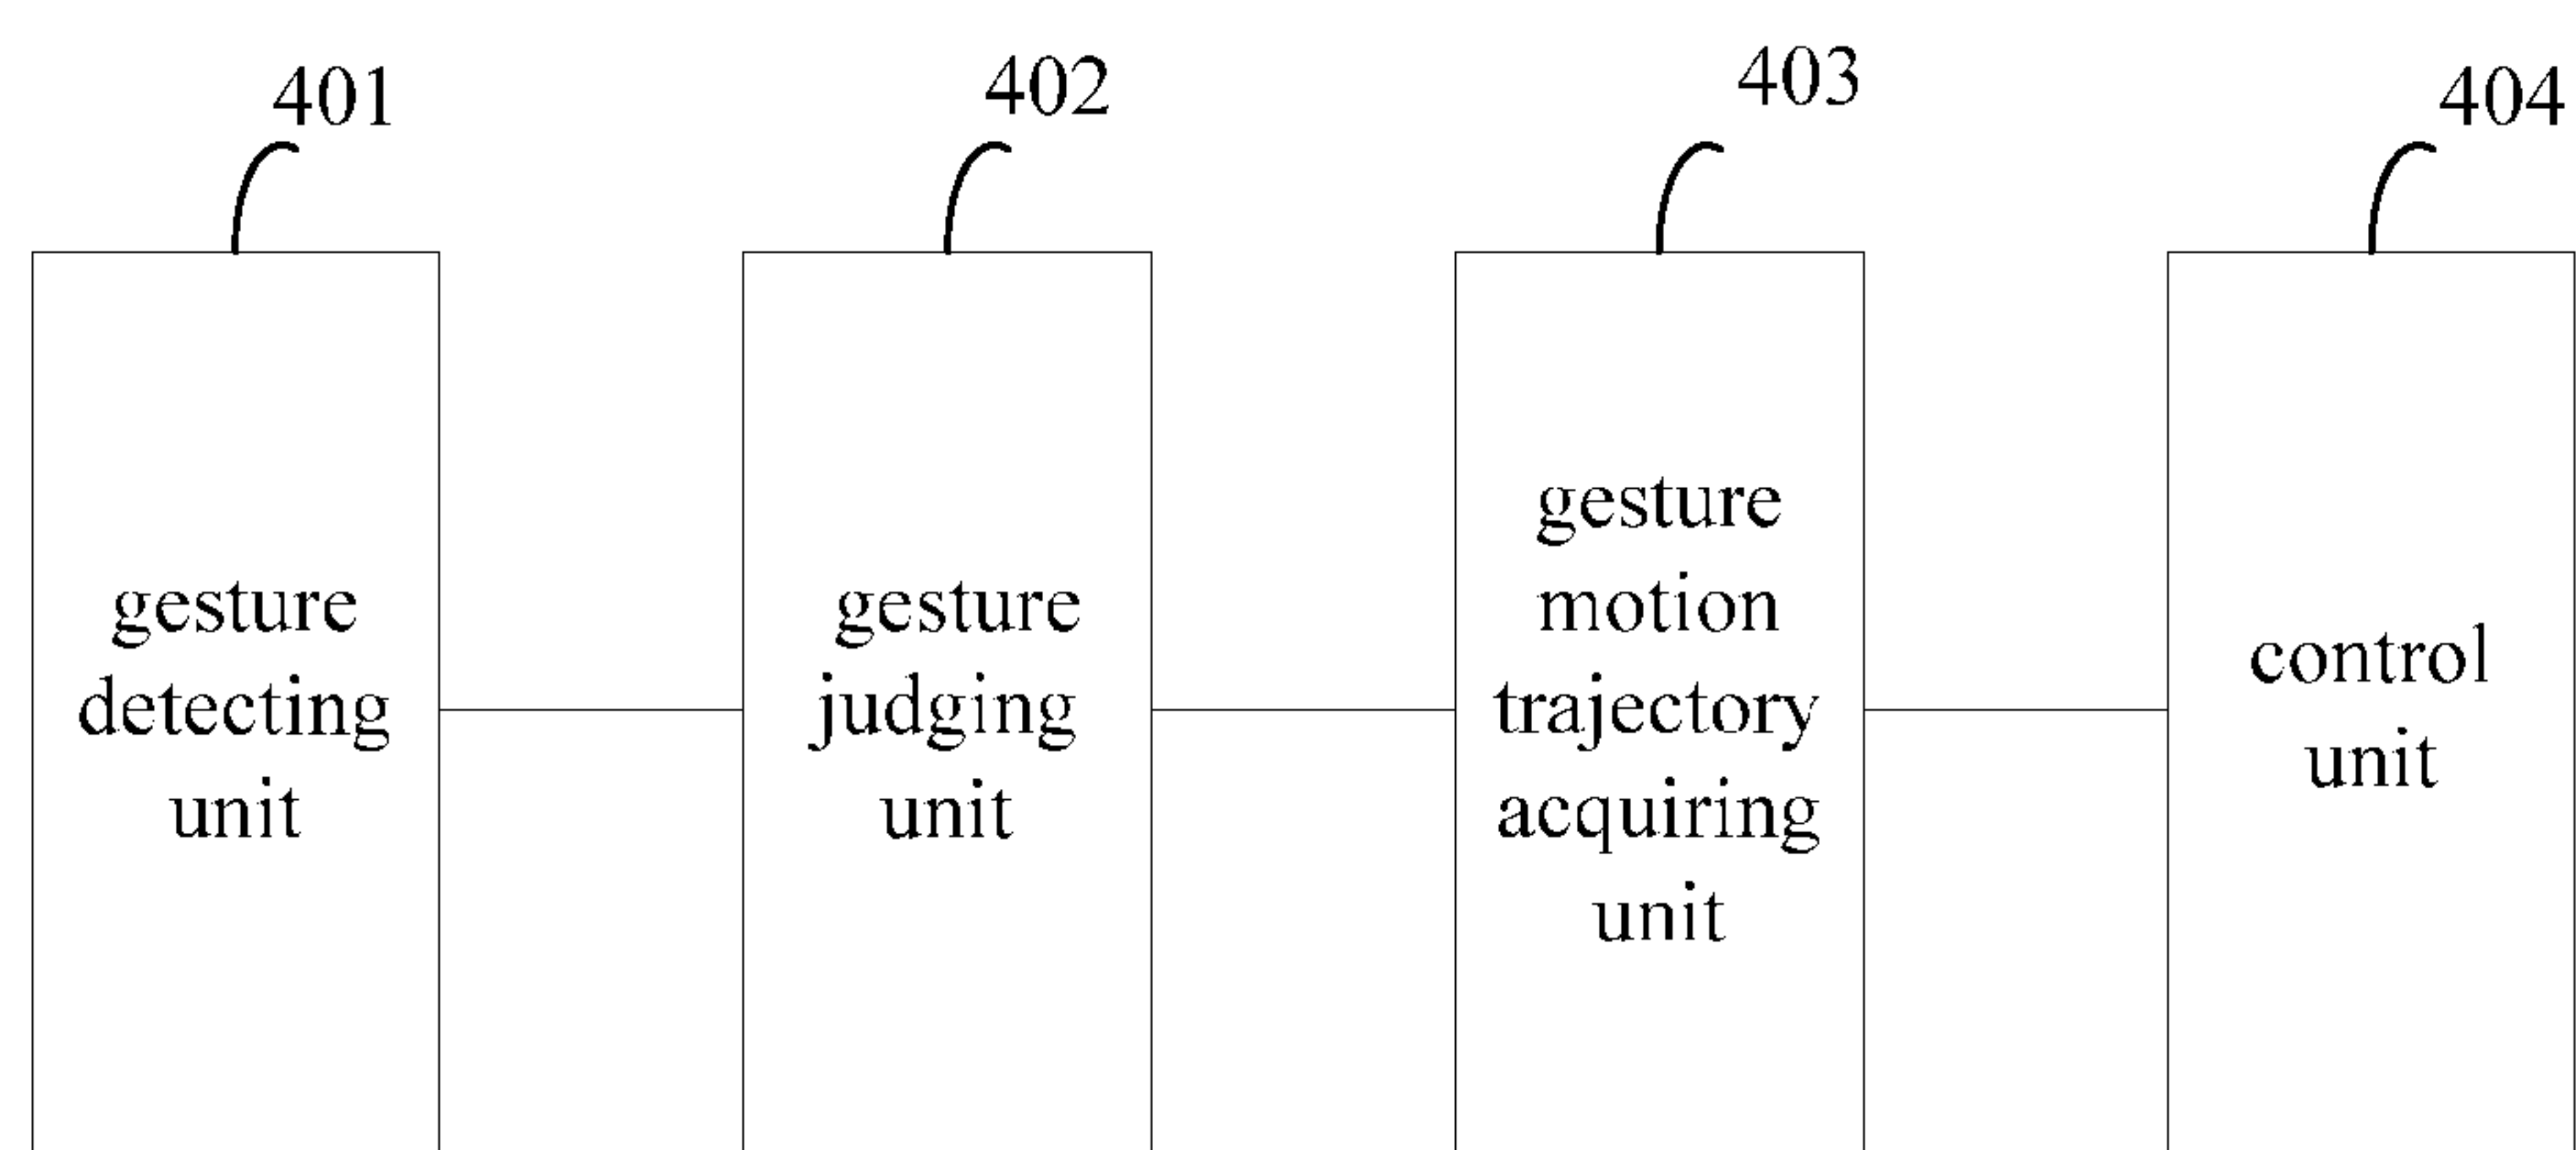 401
402
403
404
gesture
detecting
unit
gesture
judging
unit
gesture
motion
trajectory
acquiring
unit
control
unit